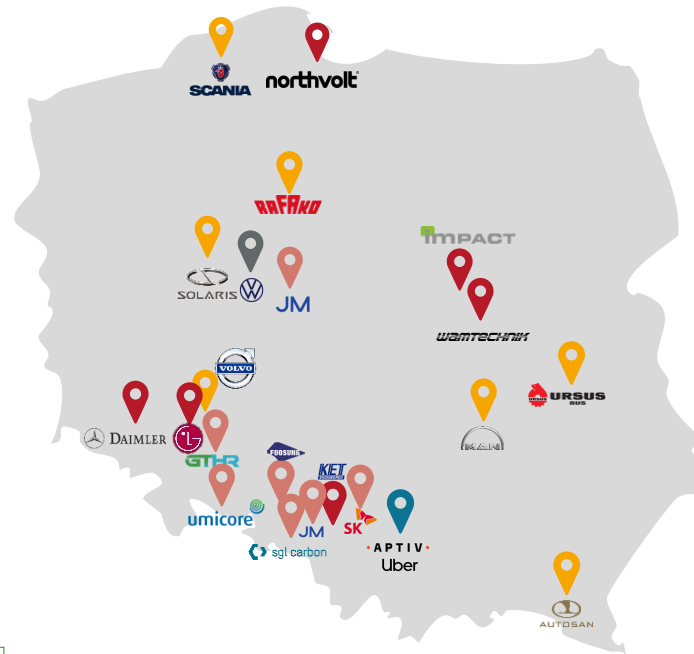 SCANIA
northvolt
RAFAKO
IMPACT
SOLARIS
JM
WAMTECHNIK
VOLVO
URSUS
BUS
DAIMLER
LG
MAN
GTHR
FOOSUNG
KET
umicore
JM
SK
sgl carbon
• APTIV •
Uber
AUTOSAN